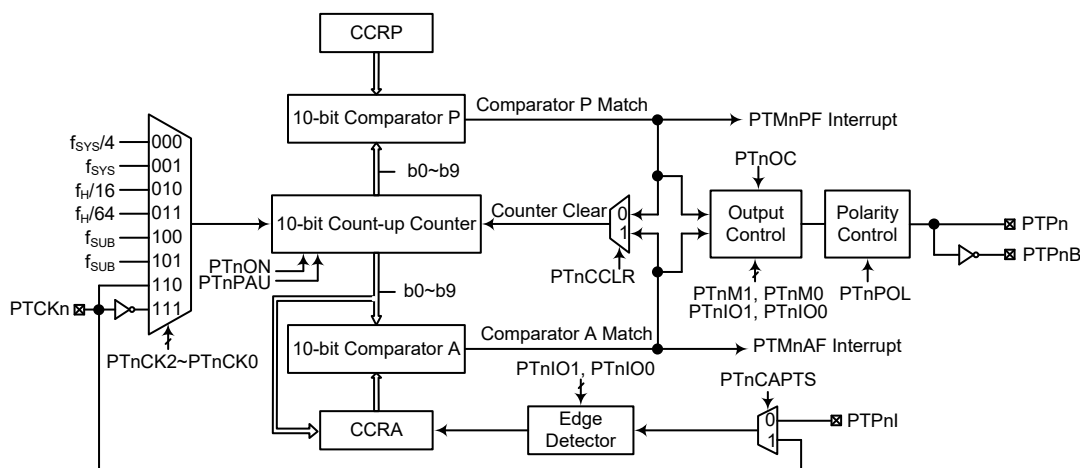 CCRP
10-bit Comparator P
Comparator P Match
PTMnPF Interrupt
fSYS/4 000
fSYS 001
fH/16 010
fH/64 011
fSUB 100
fSUB 101
110
111
PTCKn
PTnCK2~PTnCK0
b0~b9
10-bit Count-up Counter
Counter Clear
0
1
PTnCCLR
PTnON
PTnPAU
PTnOC
Output
Control
PTnM1, PTnM0
PTnIO1, PTnIO0
Polarity
Control
PTnPOL
PTPn
PTPnB
b0~b9
10-bit Comparator A
Comparator A Match
PTMnAF Interrupt
PTnIO1, PTnIO0
PTnCAPTS
CCRA
Edge
Detector
0
1
PTPnI